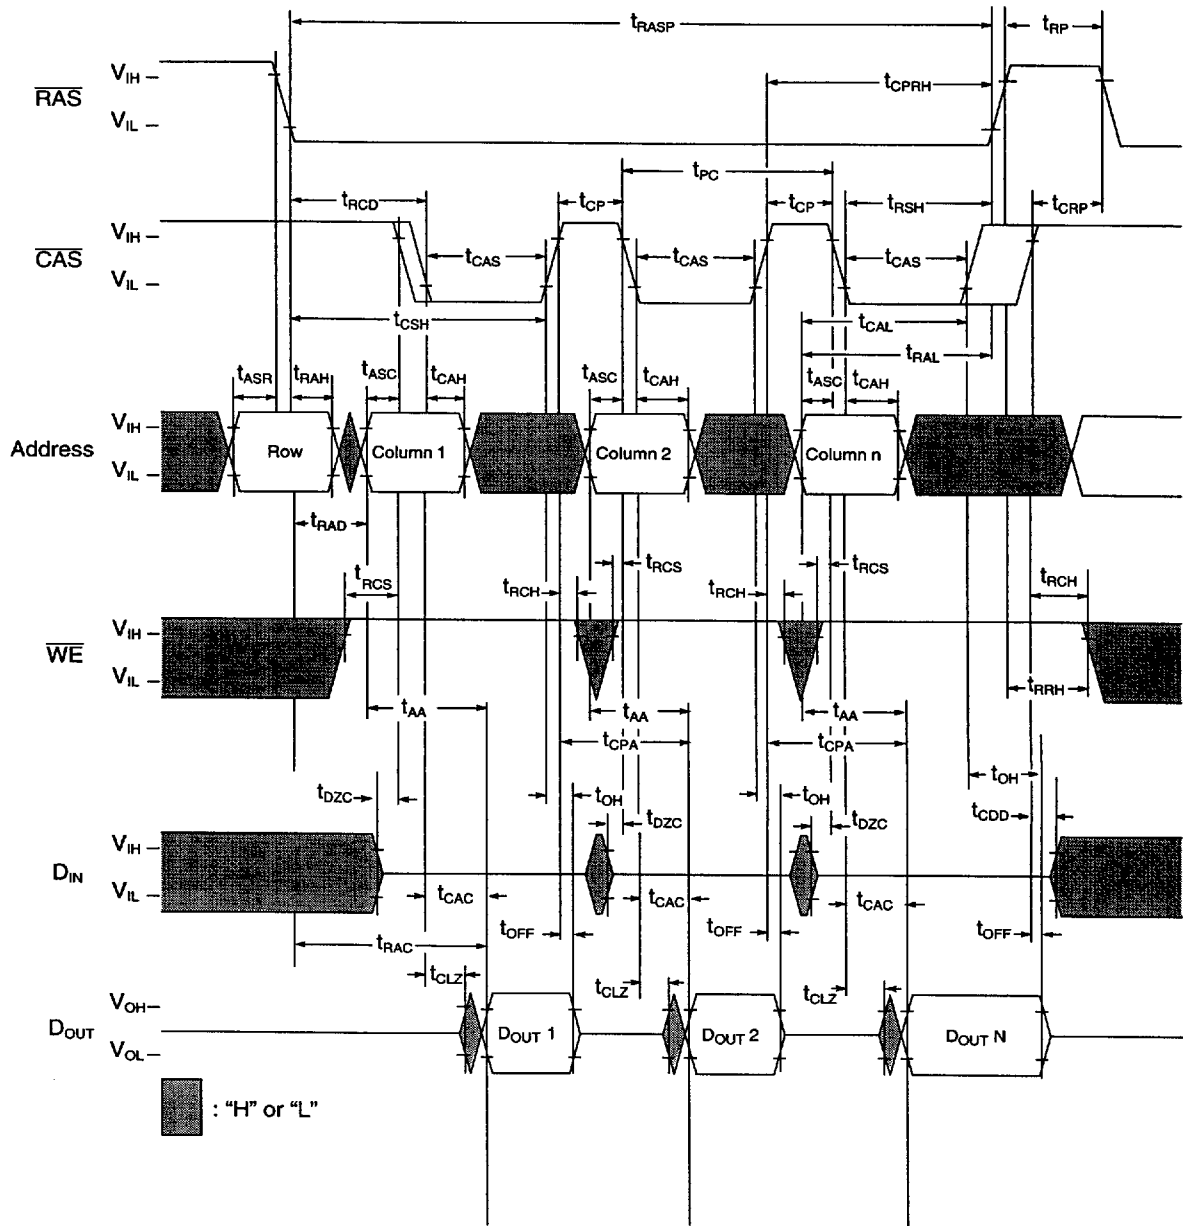 tRASP tRP
VIH
RAS
tCPRH
VIL
tPC
tRCD tCP tCP tRSH tCRP
VIH
CAS
tCAS tCAS tCAS
VIL
tCSH tCAL
tRAL
tASR tRAH tASC tCAH tASC tCAH tASC tCAH
VIH
Address Row Column 1 Column 2 Column n
VIL
tRAD
tRCS tRCS tRCS
tRCH tRCH tRCH
VIH
WE
VIL
tRRH
tAA tAA tAA
tCPA tCPA
tOH tOH tOH
tDZC tDZC tDZC tCDD
VIH
DIN
VIL
tCAC tCAC tCAC
tOFF tOFF tOFF
tRAC
tCLZ tCLZ tCLZ
VOH
DOUT DOUT 1 DOUT 2 DOUT N
VOL
: “H” or “L”